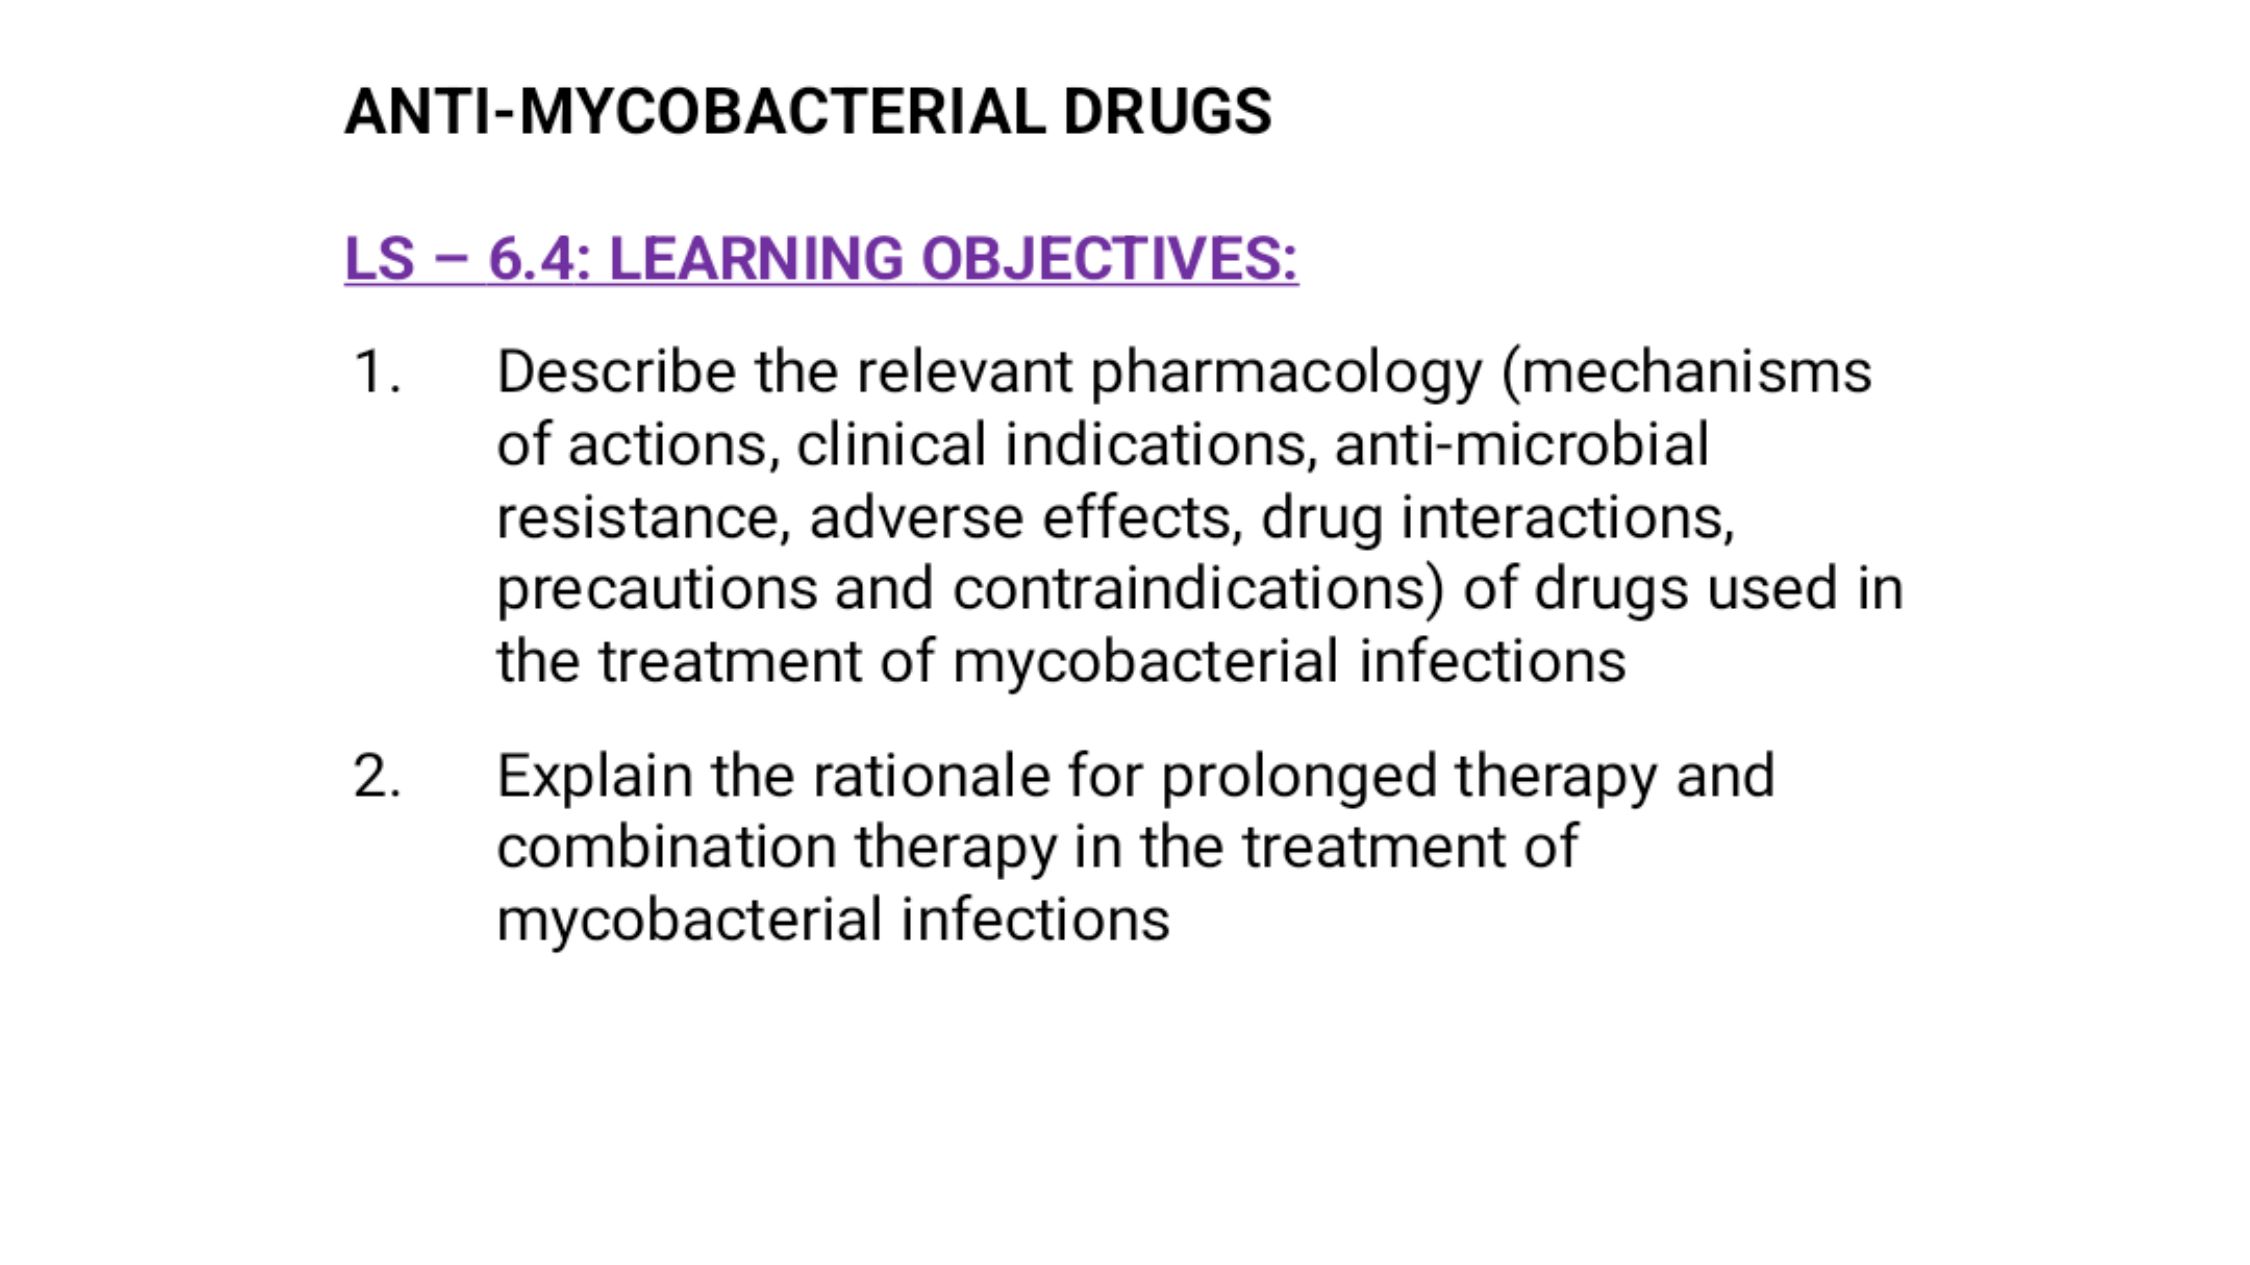 ANTI-MYCOBACTERIAL DRUGS
LS – 6.4: LEARNING OBJECTIVES:
1. Describe the relevant pharmacology (mechanisms
of actions, clinical indications, anti-microbial
resistance, adverse effects, drug interactions,
precautions and contraindications) of drugs used in
the treatment of mycobacterial infections
2. Explain the rationale for prolonged therapy and
combination therapy in the treatment of
mycobacterial infections